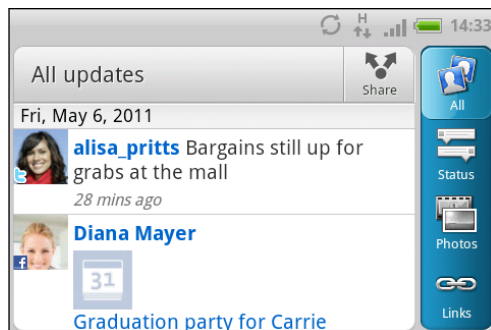 H
14:33
All updates
Share
Fri, May 6, 2011
alisa_pritts Bargains still up for
grabs at the mall
28 mins ago
Diana Mayer
31
Graduation party for Carrie
All
Status
Photos
Links